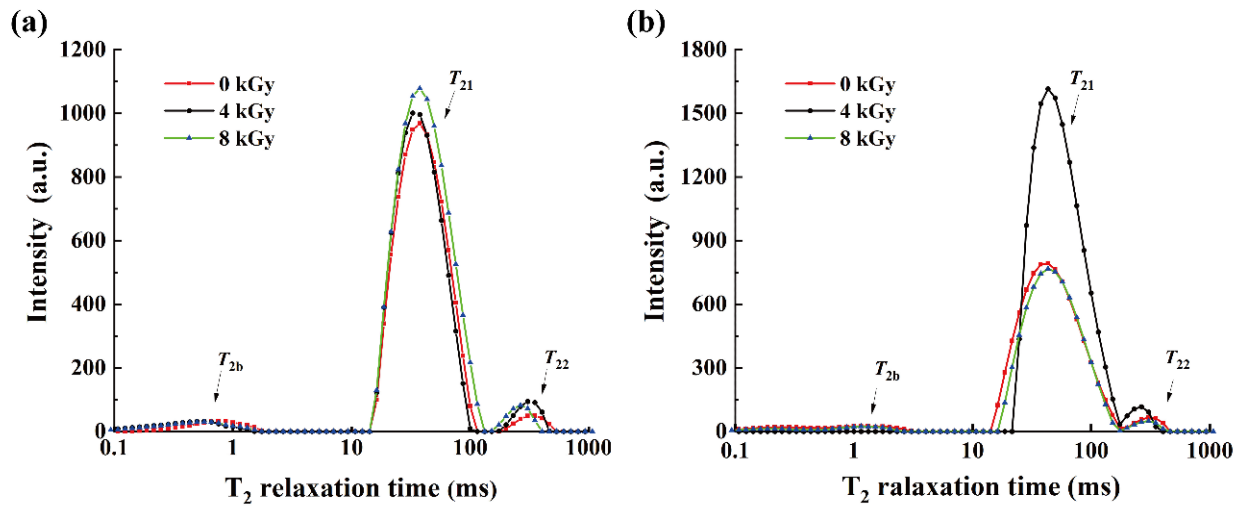 (a)
1200
1000
800
600
400
200
0
Intensity (a.u.)
0 kGy
4 kGy
8 kGy
T21
T2b
T22
0.1
1
10
100
1000
T2 relaxation time (ms)
(b)
1800
1500
1200
900
600
300
0
Intensity (a.u.)
0 kGy
4 kGy
8 kGy
T21
T2b
T22
0.1
1
10
100
1000
T2 ralaxation time (ms)